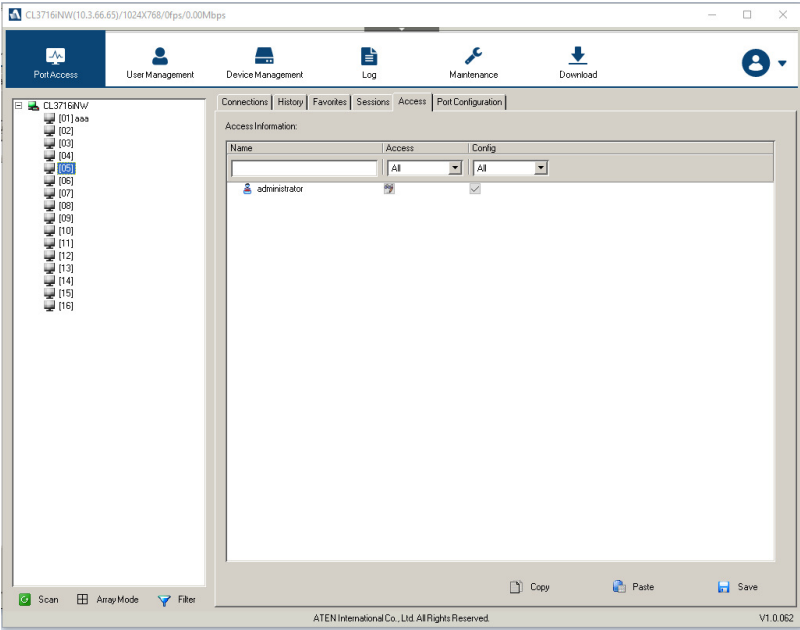 CL3716iNW(10.3.66.65)/1024X768/0fps/0.00Mbps
Port Access User Management Device Management Log Maintenance Download
CL3716iNW
[01] aaa
[02]
[03]
[04]
[05]
[06]
[07]
[08]
[09]
[10]
[11]
[12]
[13]
[14]
[15]
[16]
Scan Array Mode Filter
Connections History Favorites Sessions Access Port Configuration
Access Information:
Name Access Config
All All
administrator
Copy Paste Save
ATEN International Co., Ltd. All Rights Reserved. V1.0.062